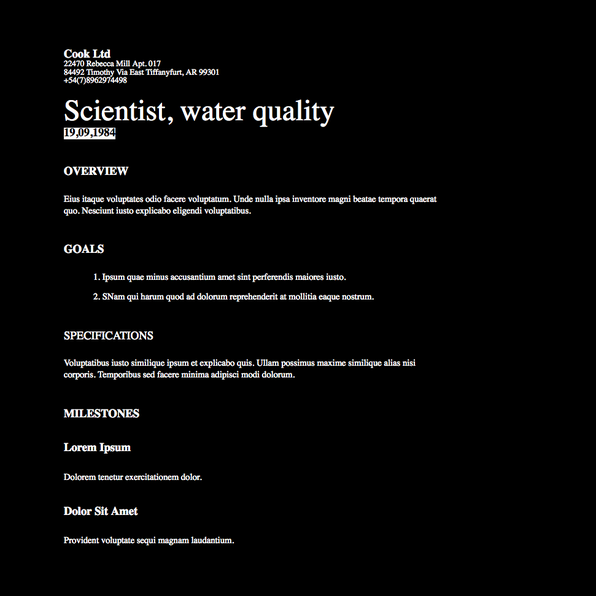 Cook Ltd
22470 Rebecca Mill Apt. 017
84492 Timothy Via East Tiffanyfurt, AR 99301
+54(7)8962974498
Scientist, water quality
19,09,1984
OVERVIEW
Eius itaque voluptates odio facere voluptatum. Unde nulla ipsa inventore magni beatae tempora quaerat
quo. Nesciunt iusto explicabo eligendi voluptatibus.
GOALS
1. Ipsum quae minus accusantium amet sint perferendis maiores iusto.
2. SNam qui harum quod ad dolorum reprehenderit at mollitia eaque nostrum.
SPECIFICATIONS
Voluptatibus iusto similique ipsum et explicabo quis. Ullam possimus maxime similique alias nisi
corporis. Temporibus sed facere minima adipisci modi dolorum.
MILESTONES
Lorem Ipsum
Dolorem tenetur exercitationem dolor.
Dolor Sit Amet
Provident voluptate sequi magnam laudantium.